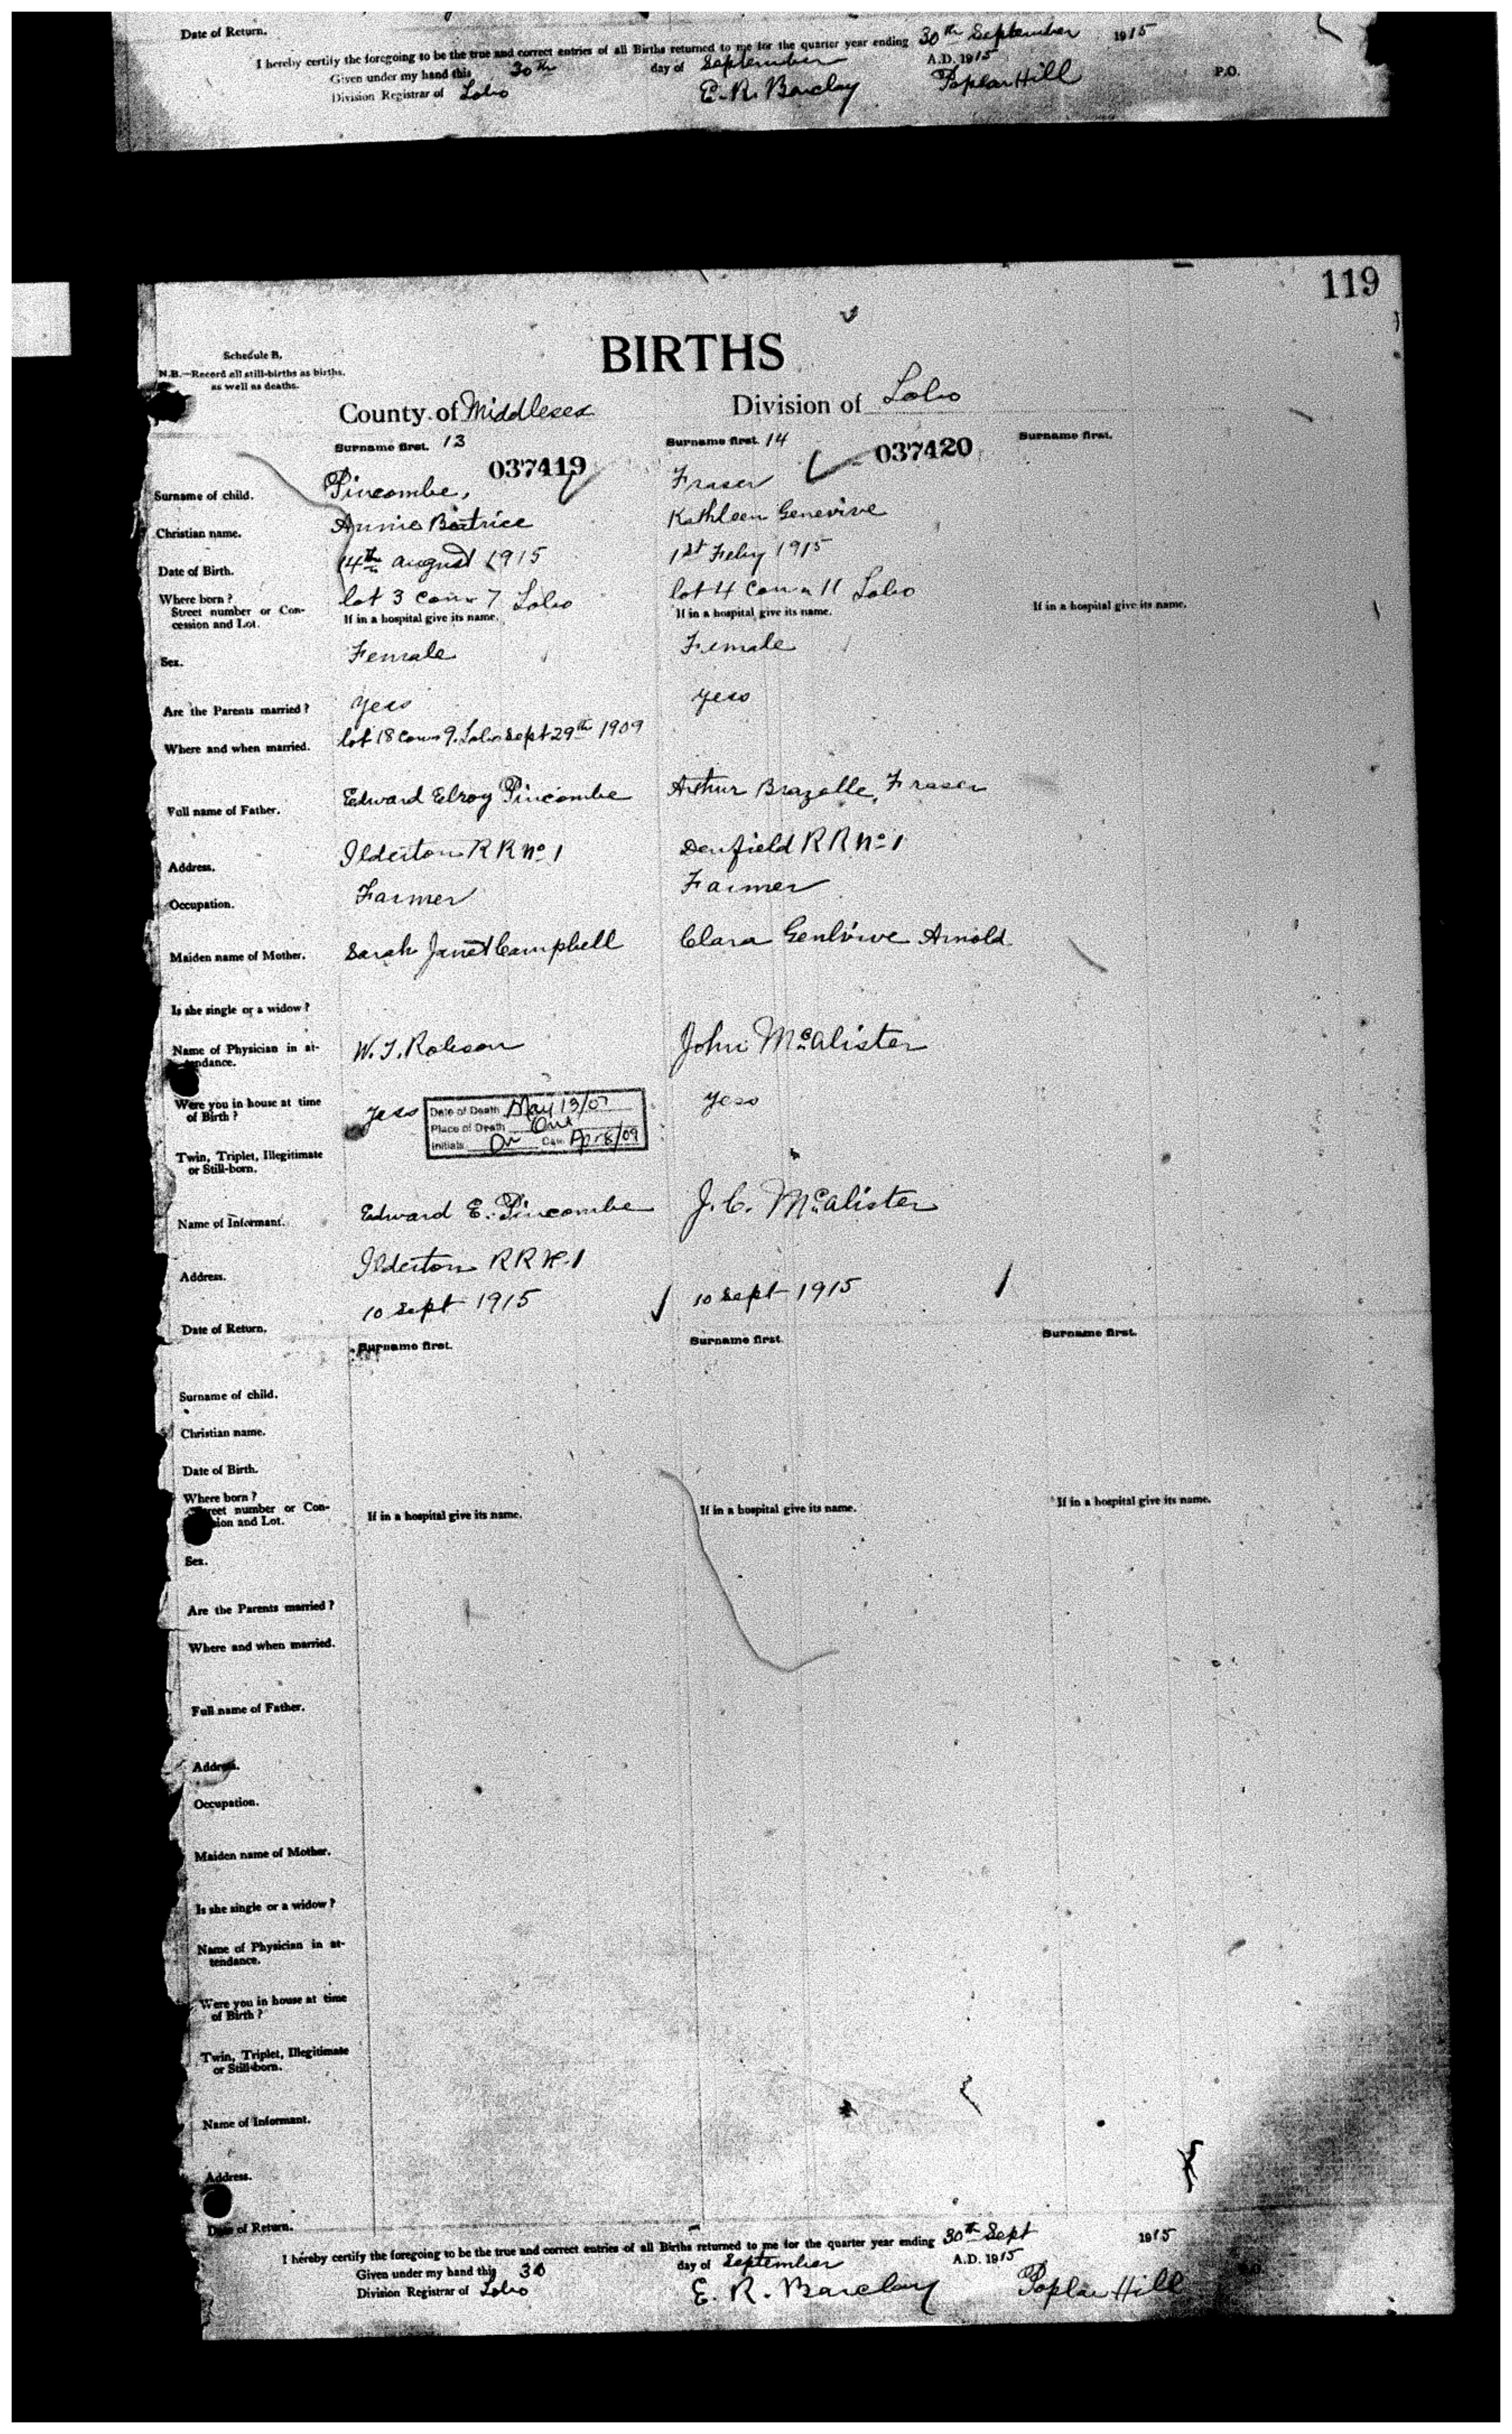 Date of Return.
I hereby certify the foregoing to be the true and correct entries of all Births returned to me for the quarter year ending 30th September 1915
Given under my hand this 30th day of September A.D. 1915
Division Registrar of Lobo E. R. Barclay Poplar Hill P.O.
119
BIRTHS
Schedule B.
N.B.—Record all still-births as births, as well as deaths.
County of Middlesex Division of Lobo
Surname first. 13 Surname first. 14 Surname first.
037419 037420
Surname of child. Pincombe, Fraser
Christian name. Annie Beatrice Kathleen Genevive
Date of Birth. 14th august 1915 1st Feby 1915
Where born? lot 3 con 7 Lobo lot 4 con 11 Lobo
Street number or Concession and Lot. If in a hospital give its name. If in a hospital give its name. If in a hospital give its name.
Sex. Female Female
Are the Parents married? yes yes
Where and when married. lot 18 con 9. Lobo Sept 29th 1909
Full name of Father. Edward Elroy Pincombe Arthur Brazelle, Fraser
Address. Ilderton R R No 1 Denfield R R No 1
Occupation. Farmer Farmer
Maiden name of Mother. Sarah Janet Campbell Clara Arnold
Is she single or a widow?
Name of Physician in attendance. W. J. Robson John McAlister
Were you in house at time of Birth? yes yes
Date of Death May 13/07
Place of Death Ont
Initials Date Apr 8/09
Twin, Triplet, Illegitimate or Still-born.
Name of Informant. Edward E. Pincombe J. C. McAlister
Address. Ilderton R R No 1
Date of Return. 10 Sept 1915 10 Sept 1915
Surname first. Surname first. Surname first.
Surname of child.
Christian name.
Date of Birth.
Where born?
Street number or Concession and Lot. If in a hospital give its name. If in a hospital give its name. If in a hospital give its name.
Sex.
Are the Parents married?
Where and when married.
Full name of Father.
Address.
Occupation.
Maiden name of Mother.
Is she single or a widow?
Name of Physician in attendance.
Were you in house at time of Birth?
Twin, Triplet, Illegitimate or Still-born.
Name of Informant.
Address.
Date of Return.
I hereby certify the foregoing to be the true and correct entries of all Births returned to me for the quarter year ending 30th Sept 1915
Given under my hand this 30 day of September A.D. 1915
Division Registrar of Lobo E. R. Barclay Poplar Hill P.O.